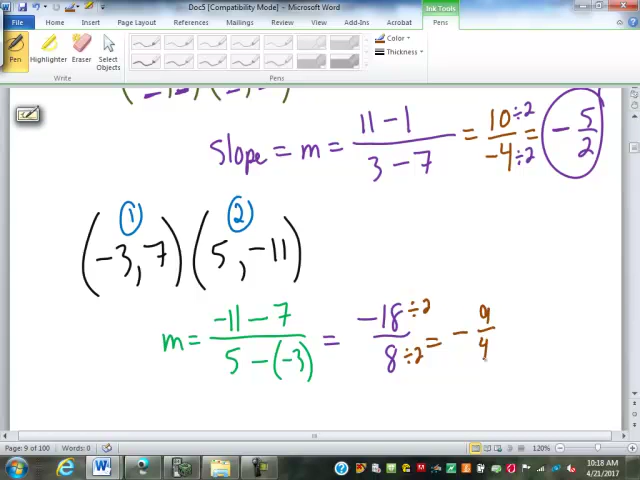 Doc5 [Compatibility Mode] - Microsoft Word
Ink Tools
File Home Insert Page Layout References Mailings Review View Add-Ins Acrobat Pens
Pen Highlighter Eraser Select Objects
Color
Thickness
Write Pens
slope = m = 11 - 1 / 3 - 7 = 10 ÷2 / -4 ÷2 = - 5/2
① ②
(-3, 7) (5, -11)
m = -11 - 7 / 5 - (-3) = -18 ÷2 / 8 ÷2 = - 9/4
Page: 9 of 100
120%
10:18 AM
4/21/2017